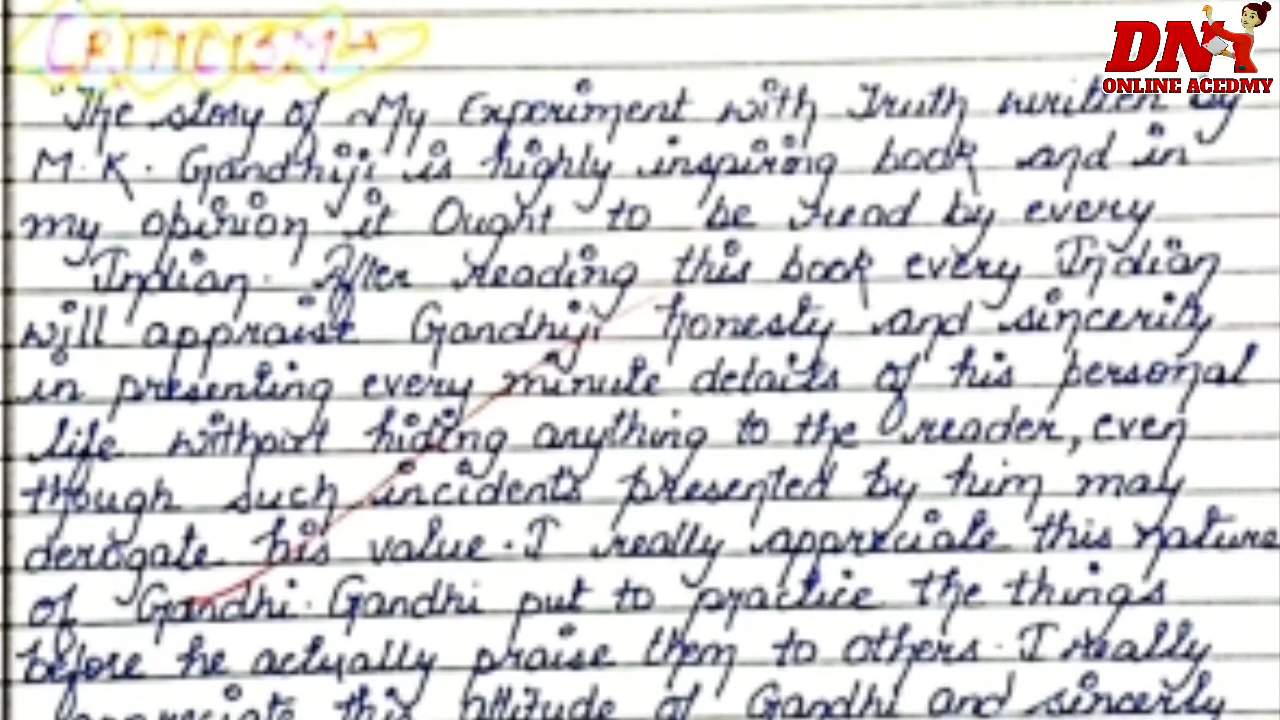 CRITICISM→
DN
ONLINE ACEDMY
"The story of My Experiment with Truth written by
M.K. Gandhiji is highly inspiring book and in
my opinion it Ought to be read by every
Indian. After reading this book every Indian
will appraise Gandhiji honesty and sincerity
in presenting every minute details of his personal
life without hiding anything to the reader, even
though such incidents presented by him may
derogate his value. I really appreciate this nature
of Gandhi. Gandhi put to practice the things
before he actually praise them to others. I really
appreciate this attitude of Gandhi and sincerly